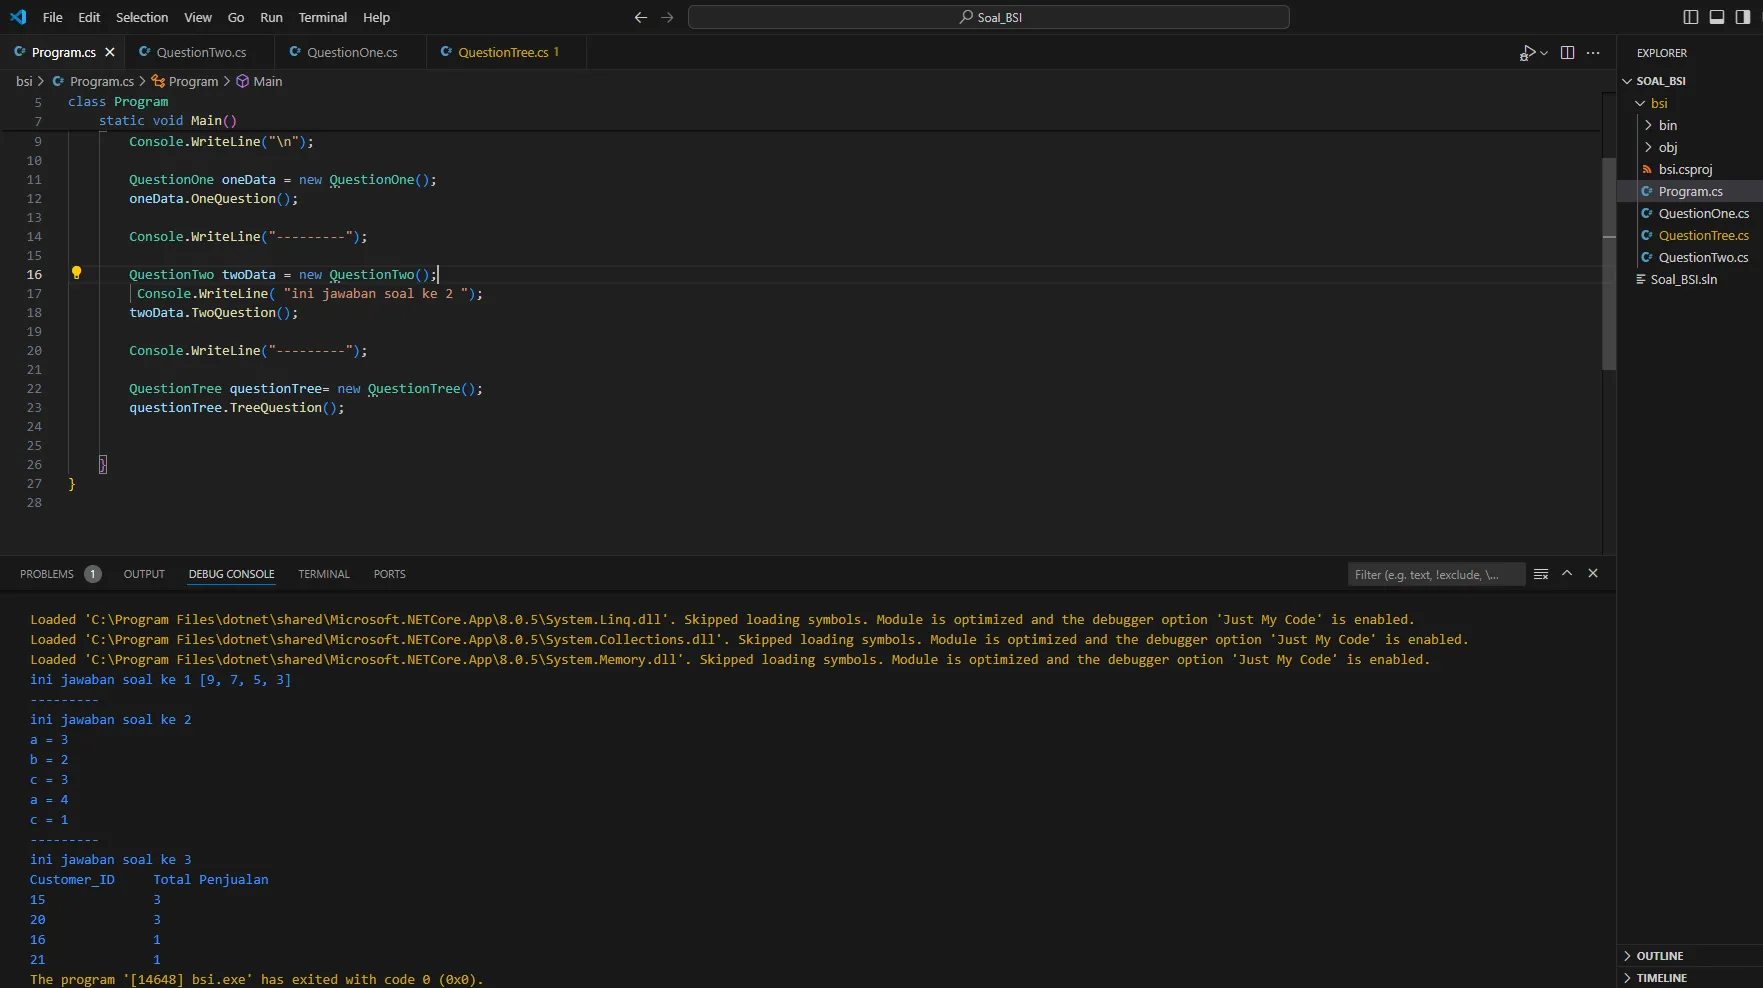 File Edit Selection View Go Run Terminal Help
Soal_BSI
Program.cs QuestionTwo.cs QuestionOne.cs QuestionTree.cs 1
bsi > Program.cs > Program > Main
5 class Program
7 static void Main()
9 Console.WriteLine("\n");
10
11 QuestionOne oneData = new QuestionOne();
12 oneData.OneQuestion();
13
14 Console.WriteLine("---------");
15
16 QuestionTwo twoData = new QuestionTwo();
17 Console.WriteLine( "ini jawaban soal ke 2 ");
18 twoData.TwoQuestion();
19
20 Console.WriteLine("---------");
21
22 QuestionTree questionTree= new QuestionTree();
23 questionTree.TreeQuestion();
24
25
26 }
27 }
28
EXPLORER
SOAL_BSI
bsi
bin
obj
bsi.csproj
Program.cs
QuestionOne.cs
QuestionTree.cs
QuestionTwo.cs
Soal_BSI.sln
PROBLEMS 1 OUTPUT DEBUG CONSOLE TERMINAL PORTS
Filter (e.g. text, !exclude, \...
Loaded 'C:\Program Files\dotnet\shared\Microsoft.NETCore.App\8.0.5\System.Linq.dll'. Skipped loading symbols. Module is optimized and the debugger option 'Just My Code' is enabled.
Loaded 'C:\Program Files\dotnet\shared\Microsoft.NETCore.App\8.0.5\System.Collections.dll'. Skipped loading symbols. Module is optimized and the debugger option 'Just My Code' is enabled.
Loaded 'C:\Program Files\dotnet\shared\Microsoft.NETCore.App\8.0.5\System.Memory.dll'. Skipped loading symbols. Module is optimized and the debugger option 'Just My Code' is enabled.
ini jawaban soal ke 1 [9, 7, 5, 3]
---------
ini jawaban soal ke 2
a = 3
b = 2
c = 3
a = 4
c = 1
---------
ini jawaban soal ke 3
Customer_ID Total Penjualan
15 3
20 3
16 1
21 1
The program '[14648] bsi.exe' has exited with code 0 (0x0).
OUTLINE
TIMELINE